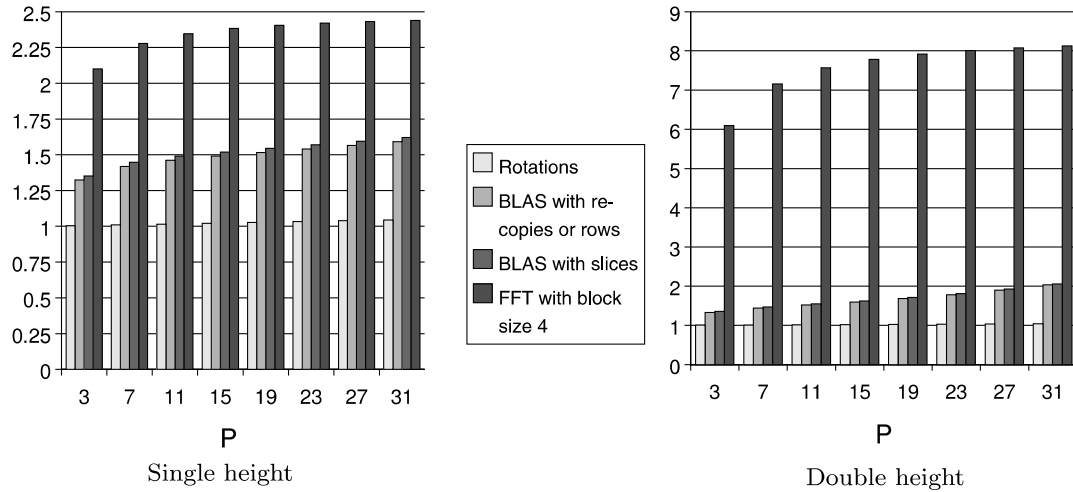 2.5
2.25
2
1.75
1.5
1.25
1
0.75
0.5
0.25
0
3 7 11 15 19 23 27 31
P
Single height
Rotations
BLAS with re-
copies or rows
BLAS with slices
FFT with block
size 4
9
8
7
6
5
4
3
2
1
0
3 7 11 15 19 23 27 31
P
Double height